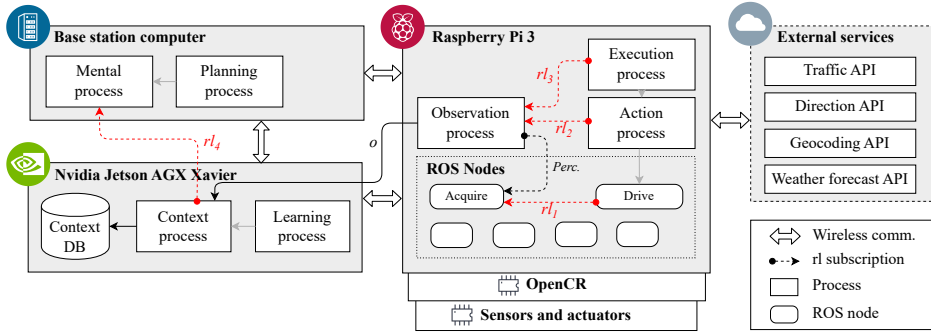 Base station computer
Mental
process
Planning
process
rl4
Nvidia Jetson AGX Xavier
Context
DB
Context
process
Learning
process
o
Raspberry Pi 3
Execution
process
rl3
Observation
process
rl2
Action
process
Perc.
ROS Nodes
Acquire
rl1
Drive
OpenCR
Sensors and actuators
External services
Traffic API
Direction API
Geocoding API
Weather forecast API
Wireless comm.
rl subscription
Process
ROS node